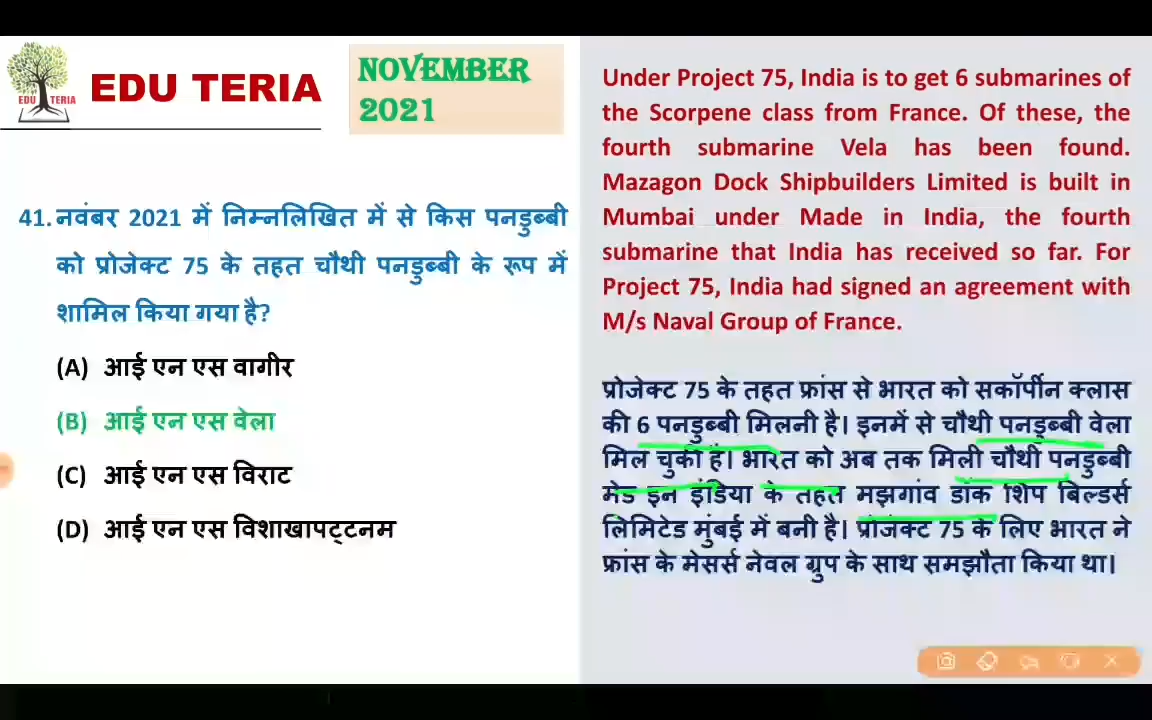 EDU TERIA
EDU TERIA
NOVEMBER
2021
41. नवंबर 2021 में निम्नलिखित में से किस पनडुब्बी
को प्रोजेक्ट 75 के तहत चौथी पनडुब्बी के रूप में
शामिल किया गया है?
(A) आई एन एस वागीर
(B) आई एन एस वेला
(C) आई एन एस विराट
(D) आई एन एस विशाखापट्टनम
Under Project 75, India is to get 6 submarines of
the Scorpene class from France. Of these, the
fourth submarine Vela has been found.
Mazagon Dock Shipbuilders Limited is built in
Mumbai under Made in India, the fourth
submarine that India has received so far. For
Project 75, India had signed an agreement with
M/s Naval Group of France.
प्रोजेक्ट 75 के तहत फ्रांस से भारत को सकॉर्पीन क्लास
की 6 पनडुब्बी मिलनी है। इनमें से चौथी पनडुब्बी वेला
मिल चुकी है। भारत को अब तक मिली चौथी पनडुब्बी
मेड इन इंडिया के तहत मझगांव डॉक शिप बिल्डर्स
लिमिटेड मुंबई में बनी है। प्रोजेक्ट 75 के लिए भारत ने
फ्रांस के मेसर्स नेवल ग्रुप के साथ समझौता किया था।